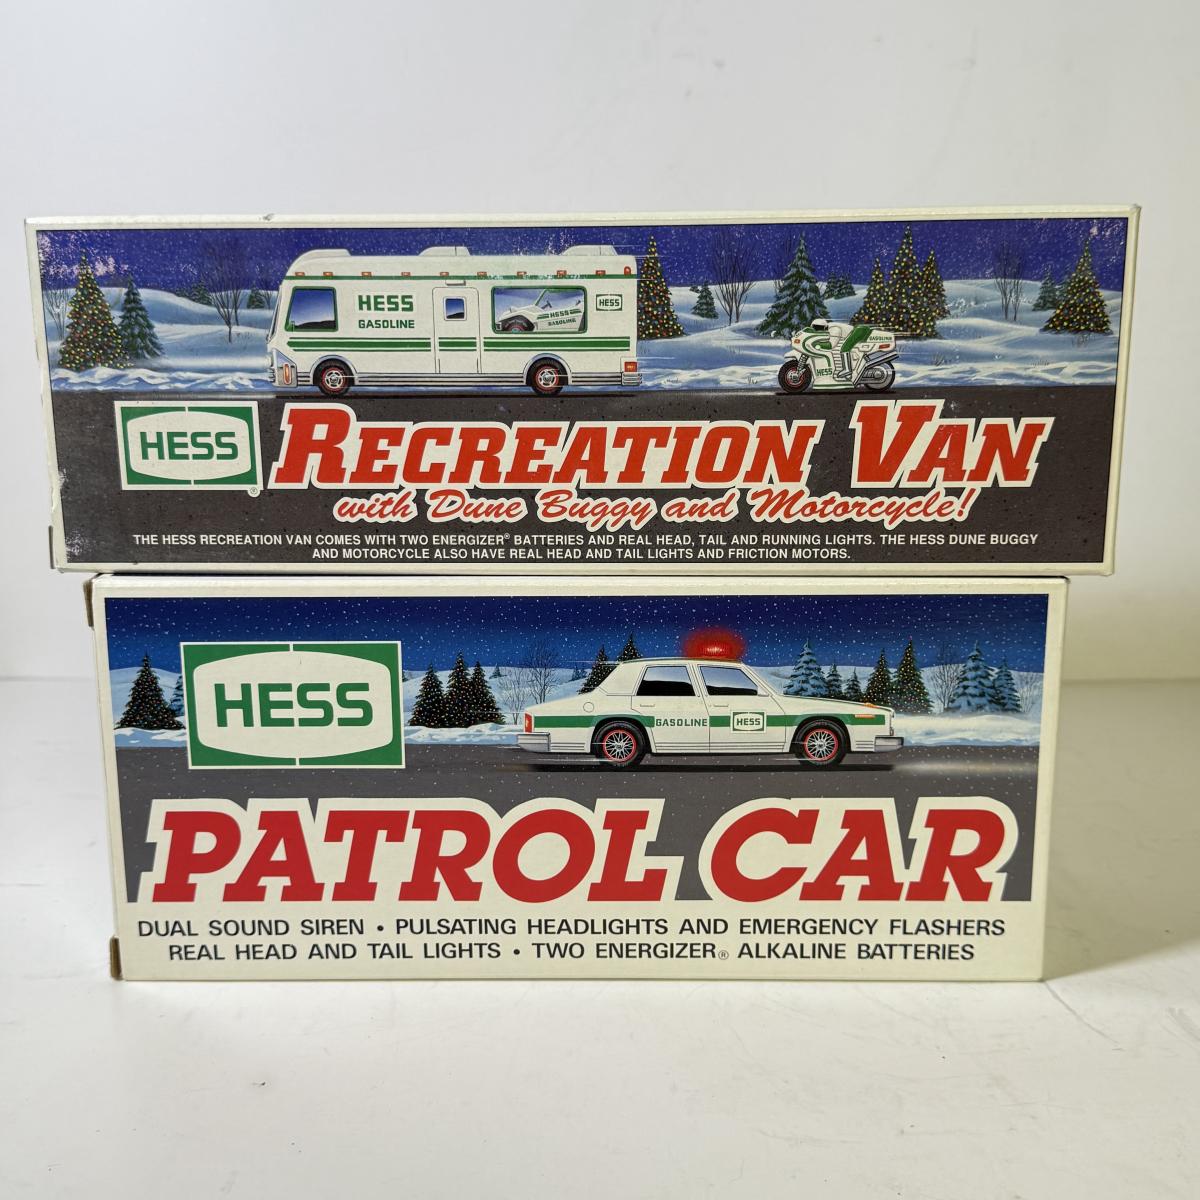 HESS
GASOLINE
HESS
GASOLINE
HESS
GASOLINE
HESS
HESS ®
RECREATION VAN
with Dune Buggy and Motorcycle!
THE HESS RECREATION VAN COMES WITH TWO ENERGIZER® BATTERIES AND REAL HEAD, TAIL AND RUNNING LIGHTS. THE HESS DUNE BUGGY
AND MOTORCYCLE ALSO HAVE REAL HEAD AND TAIL LIGHTS AND FRICTION MOTORS.
HESS
GASOLINE HESS
PATROL CAR
DUAL SOUND SIREN • PULSATING HEADLIGHTS AND EMERGENCY FLASHERS
REAL HEAD AND TAIL LIGHTS • TWO ENERGIZER® ALKALINE BATTERIES